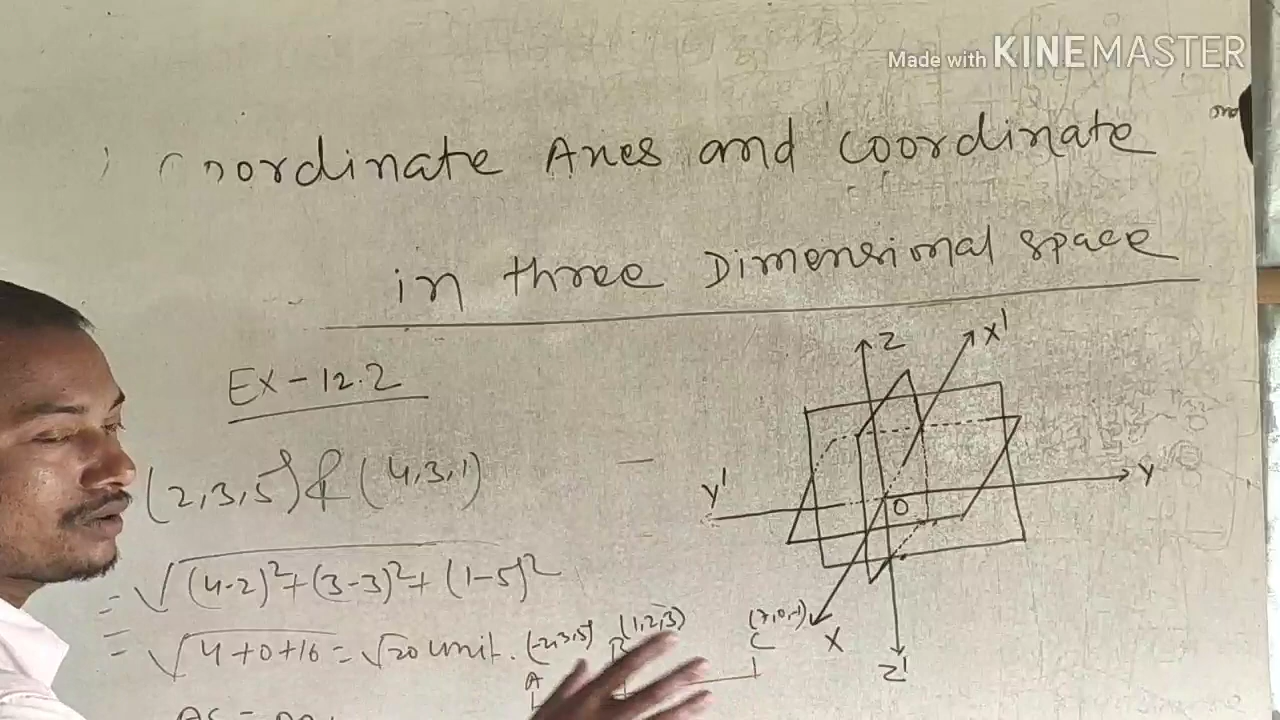 Made with KINEMASTER
oordinate Axes and Coordinate
in three Dimensional space
EX - 12.2
(2,3,5) & (4,3,1)
= √(4-2)²+(3-3)²+(1-5)²
= √4+0+16 = √20 unit.
(-2,3,5) (1,2,3) (7,0,-1)
A B C
Z X'
Y' O Y
X Z'